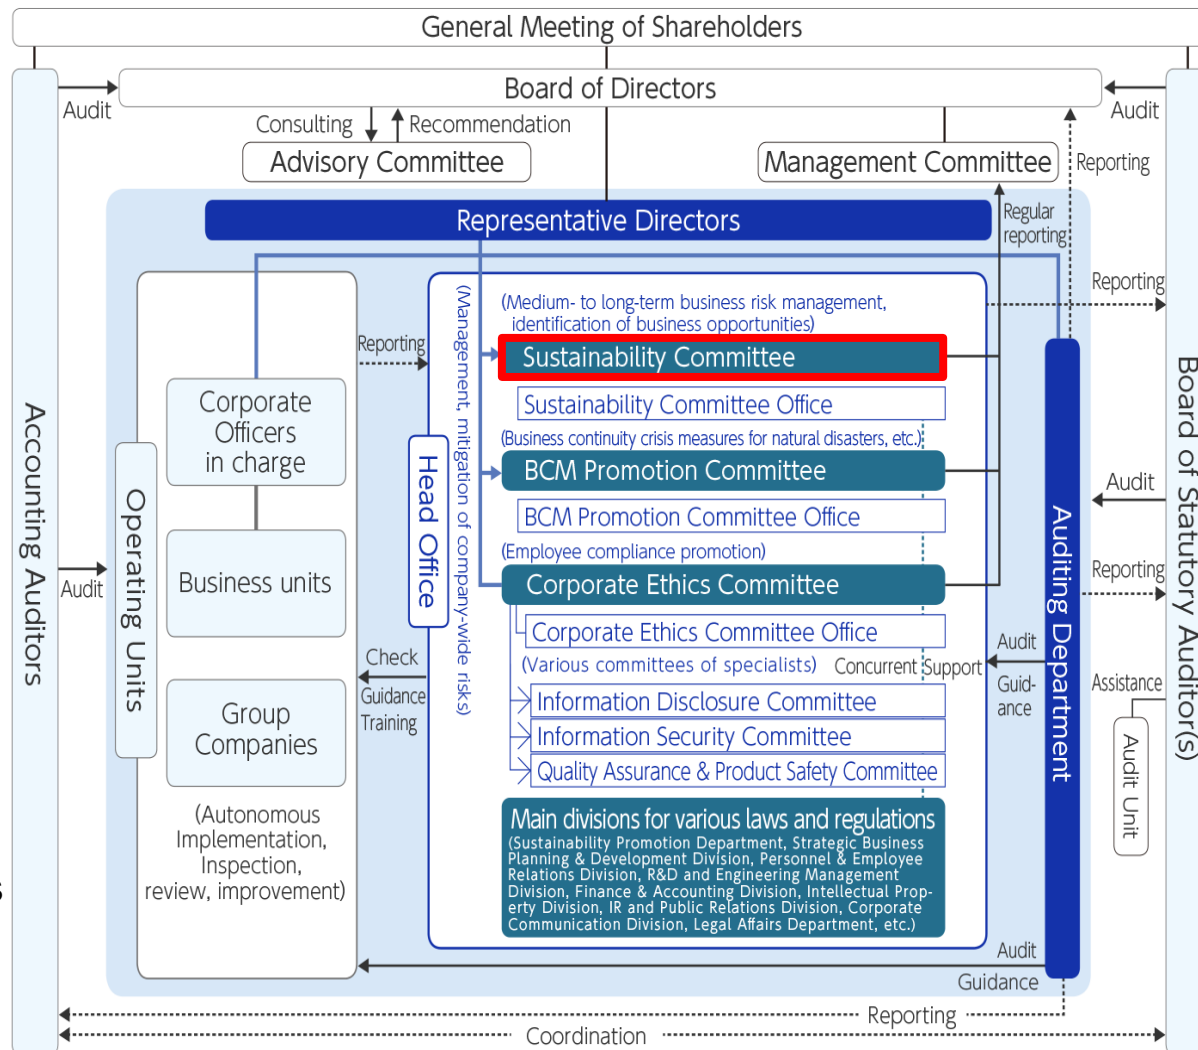 General Meeting of Shareholders
Board of Directors
Audit
Audit
Consulting
Recommendation
Advisory Committee
Management Committee
Reporting
Representative Directors
Regular
reporting
Reporting
(Medium- to long-term business risk management,
identification of business opportunities)
Reporting
Sustainability Committee
Sustainability Committee Office
(Business continuity crisis measures for natural disasters, etc.)
BCM Promotion Committee
BCM Promotion Committee Office
(Employee compliance promotion)
Corporate Ethics Committee
Corporate Ethics Committee Office
(Various committees of specialists)
Concurrent Support
Information Disclosure Committee
Information Security Committee
Quality Assurance & Product Safety Committee
Main divisions for various laws and regulations
(Sustainability Promotion Department, Strategic Business
Planning & Development Division, Personnel & Employee
Relations Division, R&D and Engineering Management
Division, Finance & Accounting Division, Intellectual Prop-
erty Division, IR and Public Relations Division, Corporate
Communication Division, Legal Affairs Department, etc.)
(Management, mitigation of company-wide risks)
Head Office
Corporate
Officers
in charge
Business units
Group
Companies
(Autonomous
Implementation,
Inspection,
review, improvement)
Operating Units
Accounting Auditors
Audit
Check
Guidance
Training
Auditing Department
Audit
Guid-
ance
Audit
Reporting
Assistance
Audit Unit
Board of Statutory Auditor(s)
Audit
Guidance
Reporting
Coordination
s